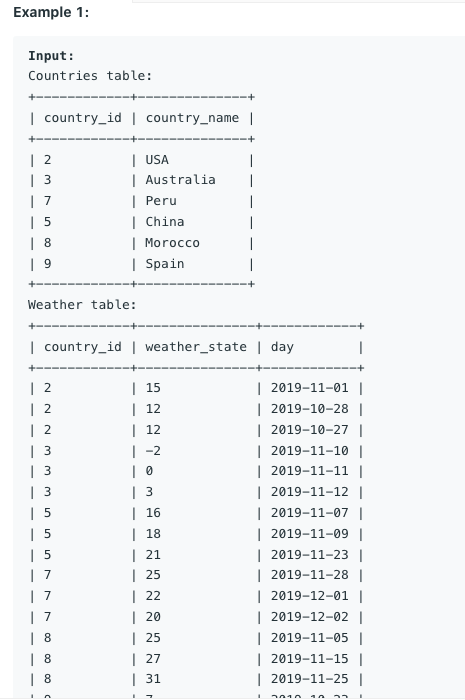 Example 1:
Input:
Countries table:
+------------+--------------+
| country_id | country_name |
+------------+--------------+
| 2          | USA          |
| 3          | Australia    |
| 7          | Peru         |
| 5          | China        |
| 8          | Morocco      |
| 9          | Spain        |
+------------+--------------+
Weather table:
+------------+---------------+------------+
| country_id | weather_state | day        |
+------------+---------------+------------+
| 2          | 15            | 2019-11-01 |
| 2          | 12            | 2019-10-28 |
| 2          | 12            | 2019-10-27 |
| 3          | -2            | 2019-11-10 |
| 3          | 0             | 2019-11-11 |
| 3          | 3             | 2019-11-12 |
| 5          | 16            | 2019-11-07 |
| 5          | 18            | 2019-11-09 |
| 5          | 21            | 2019-11-23 |
| 7          | 25            | 2019-11-28 |
| 7          | 22            | 2019-12-01 |
| 7          | 20            | 2019-12-02 |
| 8          | 25            | 2019-11-05 |
| 8          | 27            | 2019-11-15 |
| 8          | 31            | 2019-11-25 |